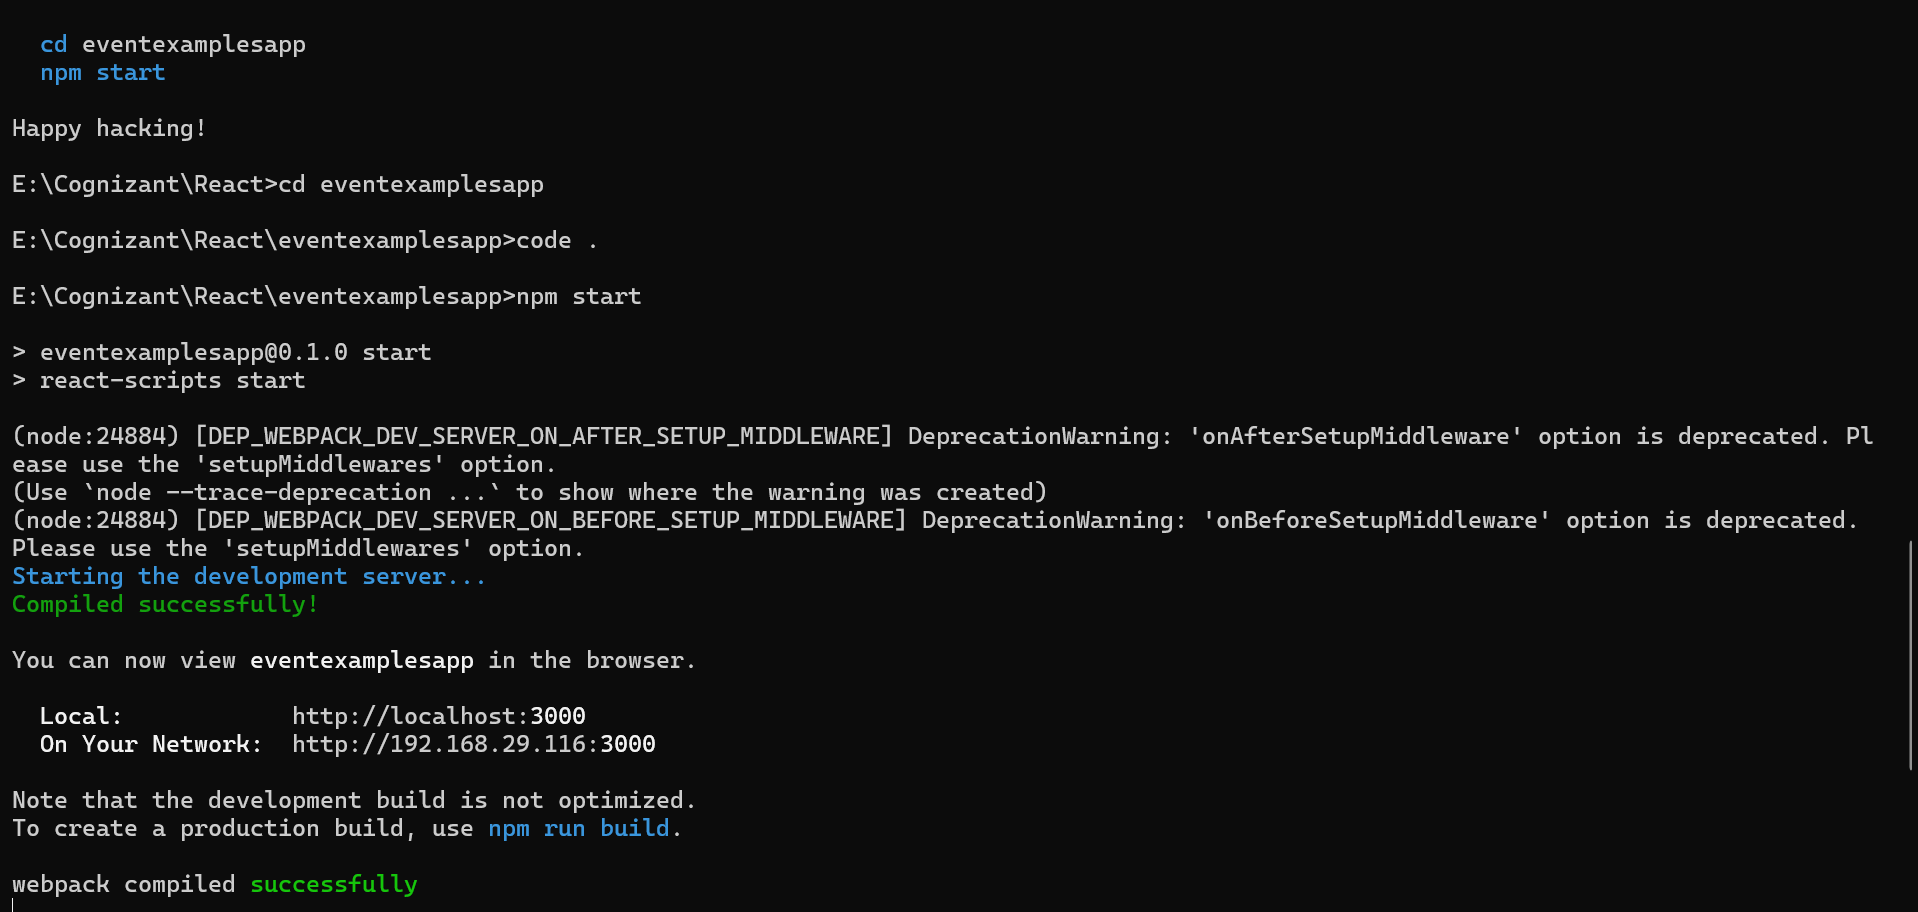 cd eventexamplesapp
npm start
Happy hacking!
E:\Cognizant\React>cd eventexamplesapp
E:\Cognizant\React\eventexamplesapp>code .
E:\Cognizant\React\eventexamplesapp>npm start
> eventexamplesapp@0.1.0 start
> react-scripts start
(node:24884) [DEP_WEBPACK_DEV_SERVER_ON_AFTER_SETUP_MIDDLEWARE] DeprecationWarning: 'onAfterSetupMiddleware' option is deprecated. Pl
ease use the 'setupMiddlewares' option.
(Use `node --trace-deprecation ...` to show where the warning was created)
(node:24884) [DEP_WEBPACK_DEV_SERVER_ON_BEFORE_SETUP_MIDDLEWARE] DeprecationWarning: 'onBeforeSetupMiddleware' option is deprecated.
Please use the 'setupMiddlewares' option.
Starting the development server...
Compiled successfully!
You can now view eventexamplesapp in the browser.
Local:            http://localhost:3000
On Your Network:  http://192.168.29.116:3000
Note that the development build is not optimized.
To create a production build, use npm run build.
webpack compiled successfully